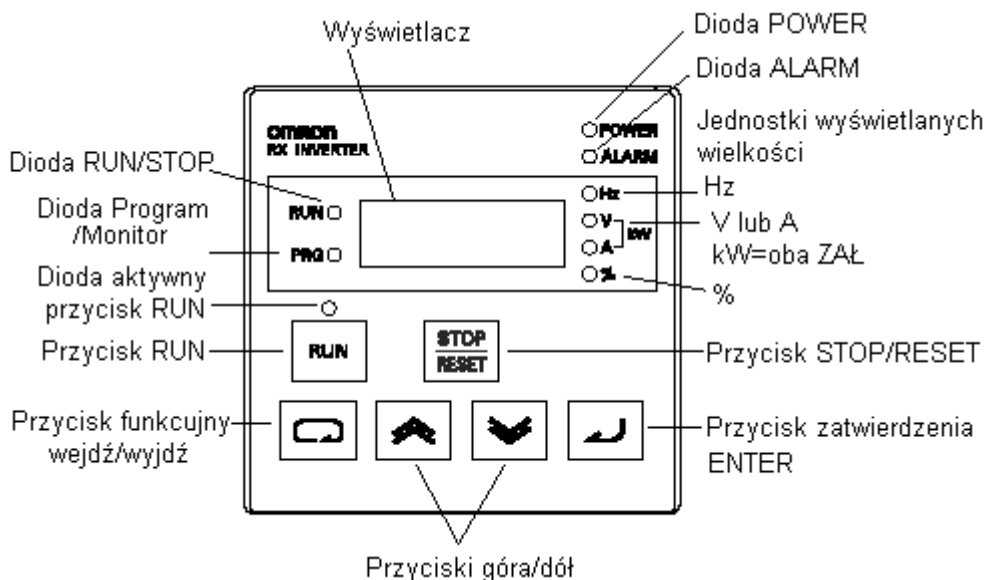 Wyświetlacz
Dioda POWER
Dioda ALARM
OMRON
RX INVERTER
POWER
ALARM
Jednostki wyświetlanych
wielkości
Dioda RUN/STOP
RUN
Hz
Hz
Dioda Program
/Monitor
V
kW
V lub A
PRG
A
kW=oba ZAŁ
%
%
Dioda aktywny
przycisk RUN
Przycisk RUN
RUN
STOP
RESET
Przycisk STOP/RESET
Przycisk funkcujny
wejdź/wyjdź
Przycisk zatwierdzenia
ENTER
Przyciski góra/dół